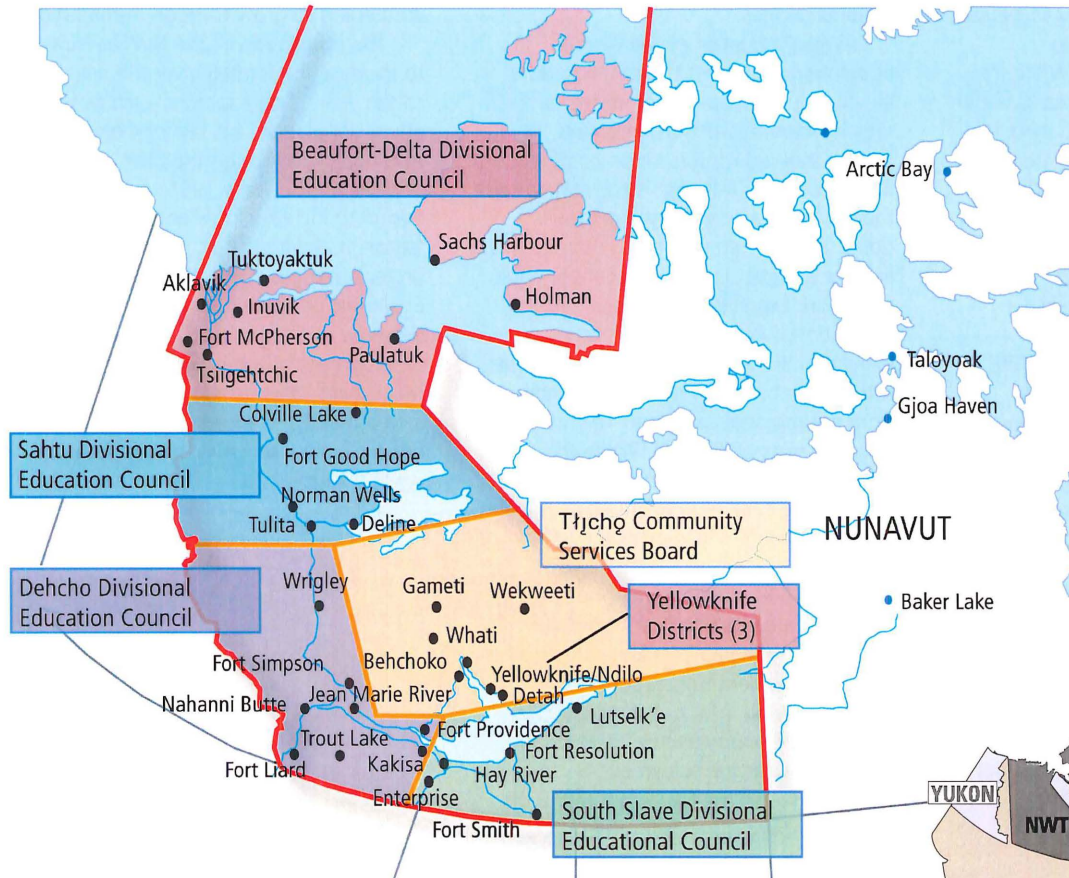 Beaufort-Delta Divisional
Education Council
Arctic Bay
Sachs Harbour
Tuktoyaktuk
Aklavik
Inuvik
Holman
Fort McPherson
Paulatuk
Tsiigehtchic
Taloyoak
Gjoa Haven
Colville Lake
Sahtu Divisional
Education Council
Fort Good Hope
Norman Wells
Tulita
Deline
Tłįchǫ Community
Services Board
NUNAVUT
Dehcho Divisional
Education Council
Wrigley
Gameti
Wekweeti
Yellowknife
Districts (3)
Baker Lake
Whati
Behchoko
Fort Simpson
Yellowknife/Ndilo
Jean Marie River
Detah
Nahanni Butte
Lutselk'e
Fort Providence
Trout Lake
Fort Resolution
Kakisa
Fort Liard
Hay River
Enterprise
YUKON
South Slave Divisional
Educational Council
Fort Smith
NWT